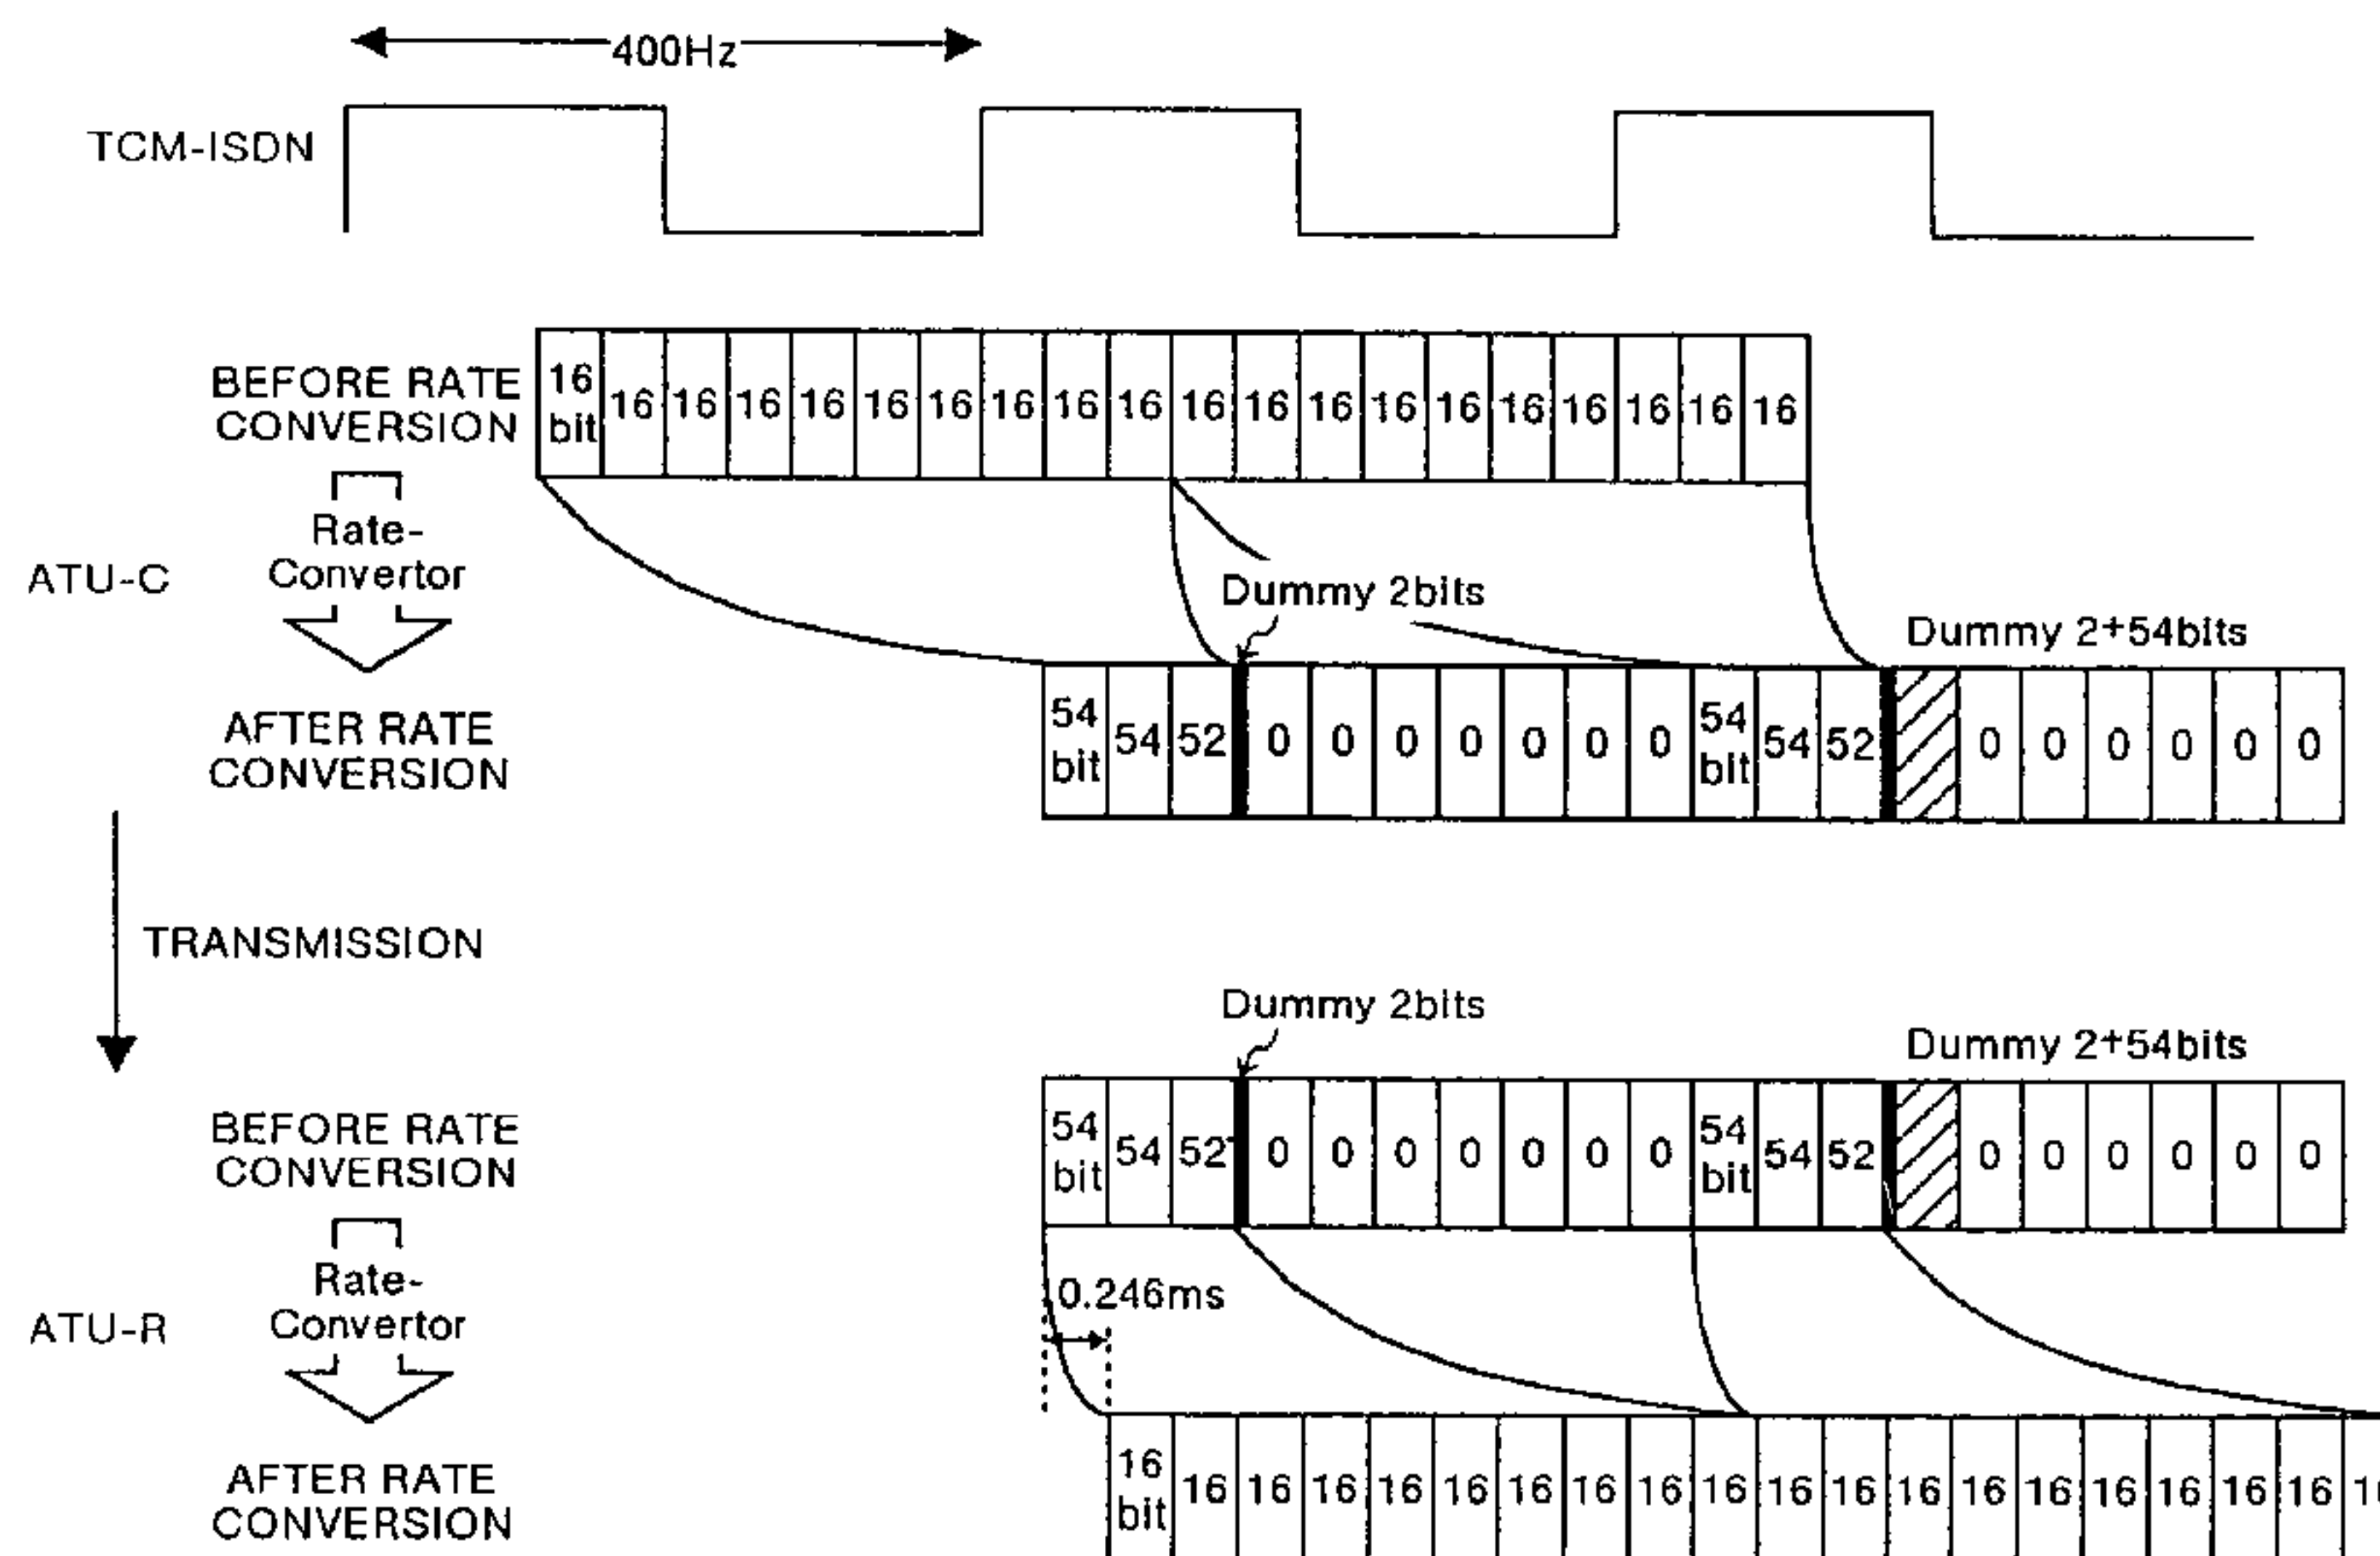 400Hz
TCM-ISDN
BEFORE RATE
CONVERSION
16
bit 16 16 16 16 16 16 16 16 16 16 16 16 16 16 16 16 16 16 16
Rate-
Convertor
ATU-C
Dummy 2bits
Dummy 2+54bits
AFTER RATE
CONVERSION
54
bit 54 52 0 0 0 0 0 0 0 54
bit 54 52 0 0 0 0 0 0
TRANSMISSION
Dummy 2bits
Dummy 2+54bits
BEFORE RATE
CONVERSION
54
bit 54 52 0 0 0 0 0 0 0 54
bit 54 52 0 0 0 0 0 0
0.246ms
Rate-
Convertor
ATU-R
AFTER RATE
CONVERSION
16
bit 16 16 16 16 16 16 16 16 16 16 16 16 16 16 16 16 16 16